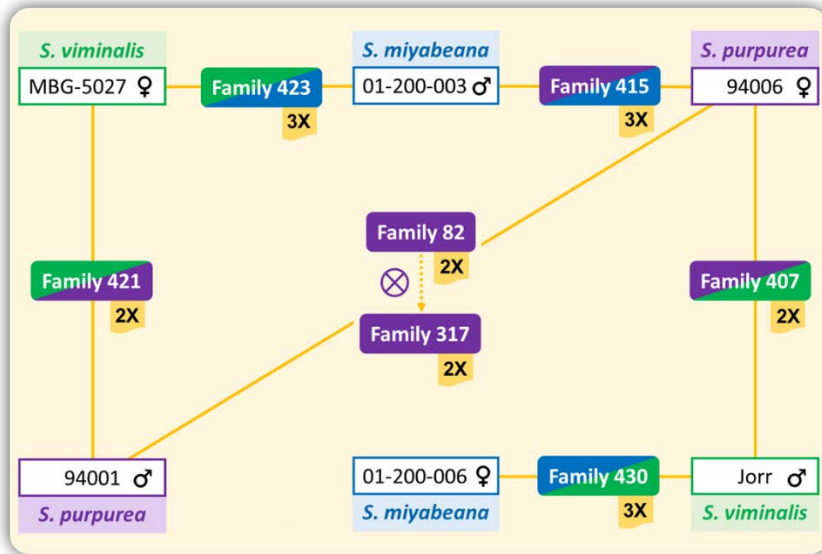 S. viminalis
MBG-5027 ♀
Family 423
3X
S. miyabeana
01-200-003 ♂
Family 415
3X
S. purpurea
94006 ♀
Family 82
2X
Family 421
2X
Family 407
2X
Family 317
2X
94001 ♂
S. purpurea
01-200-006 ♀
S. miyabeana
Family 430
3X
Jorr ♂
S. viminalis